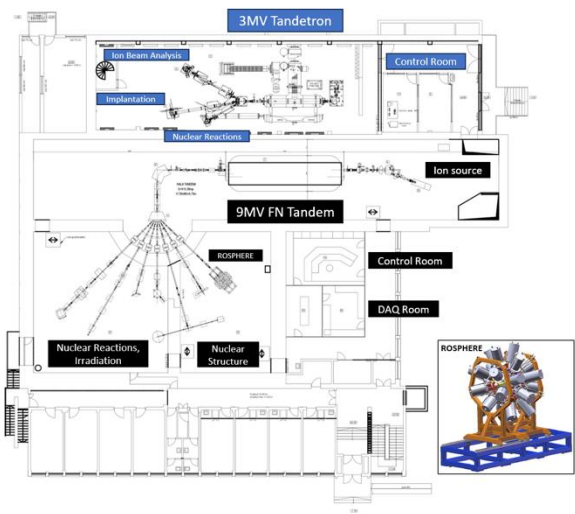 3MV Tandetron
Ion Beam Analysis
Control Room
Implantation
Nuclear Reactions
Ion source
9MV FN Tandem
ROSPHERE
Control Room
DAQ Room
Nuclear Reactions,
Irradiation
Nuclear
Structure
ROSPHERE